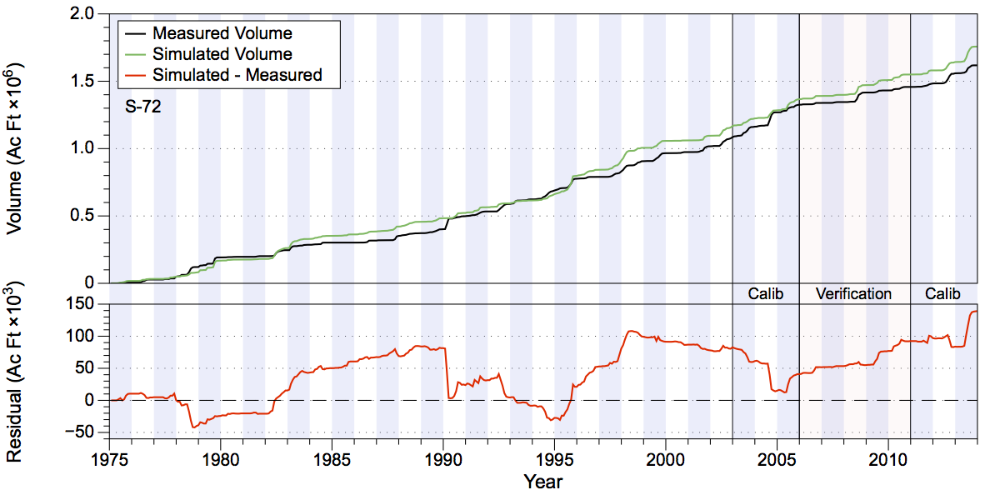 Volume (Ac Ft ×10⁶)
2.0
1.5
1.0
0.5
0
Measured Volume
Simulated Volume
Simulated - Measured
S-72
Calib
Verification
Calib
Residual (Ac Ft ×10³)
150
100
50
0
−50
1975
1980
1985
1990
1995
2000
2005
2010
Year